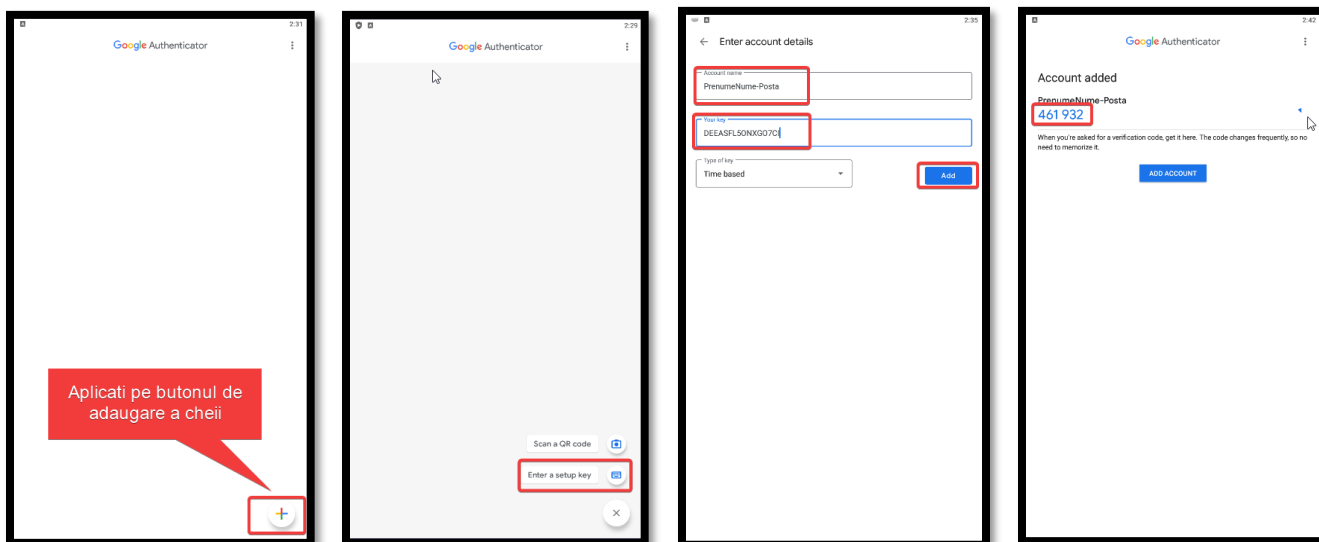 2:31
Google Authenticator
Aplicati pe butonul de
adaugare a cheii
2:29
Google Authenticator
Scan a QR code
Enter a setup key
2:35
Enter account details
Account name
PrenumeNume-Posta
Your key
DEEASFL5ONXGO7CI
Type of key
Time based
Add
2:42
Google Authenticator
Account added
PrenumeNume-Posta
461 932
When you're asked for a verification code, get it here. The code changes frequently, so no
need to memorize it.
ADD ACCOUNT